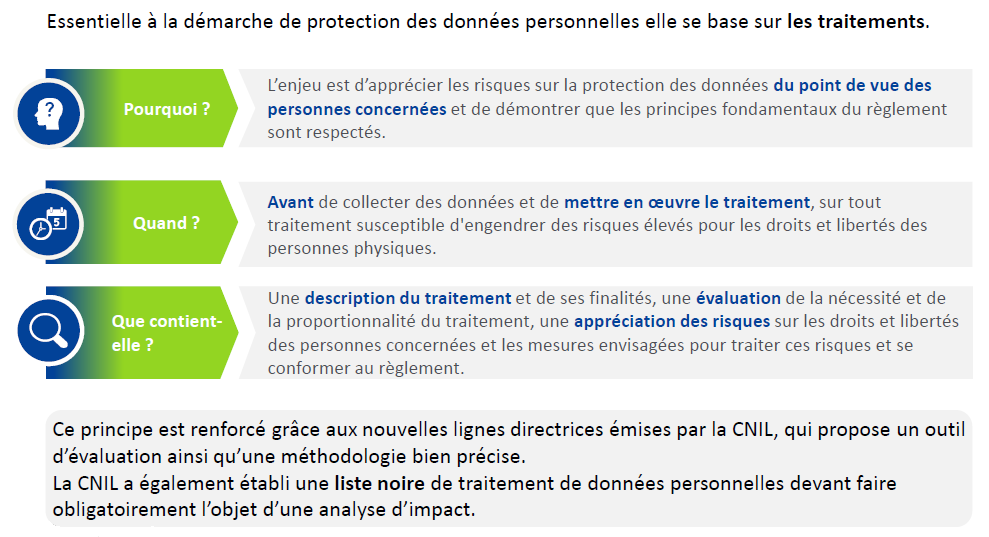 Essentielle à la démarche de protection des données personnelles elle se base sur les traitements.
Pourquoi ?
L’enjeu est d’apprécier les risques sur la protection des données du point de vue des
personnes concernées et de démontrer que les principes fondamentaux du règlement
sont respectés.
Quand ?
5
Avant de collecter des données et de mettre en œuvre le traitement, sur tout
traitement susceptible d'engendrer des risques élevés pour les droits et libertés des
personnes physiques.
Que contient-
elle ?
Une description du traitement et de ses finalités, une évaluation de la nécessité et de
la proportionnalité du traitement, une appréciation des risques sur les droits et libertés
des personnes concernées et les mesures envisagées pour traiter ces risques et se
conformer au règlement.
Ce principe est renforcé grâce aux nouvelles lignes directrices émises par la CNIL, qui propose un outil
d’évaluation ainsi qu’une méthodologie bien précise.
La CNIL a également établi une liste noire de traitement de données personnelles devant faire
obligatoirement l’objet d’une analyse d’impact.